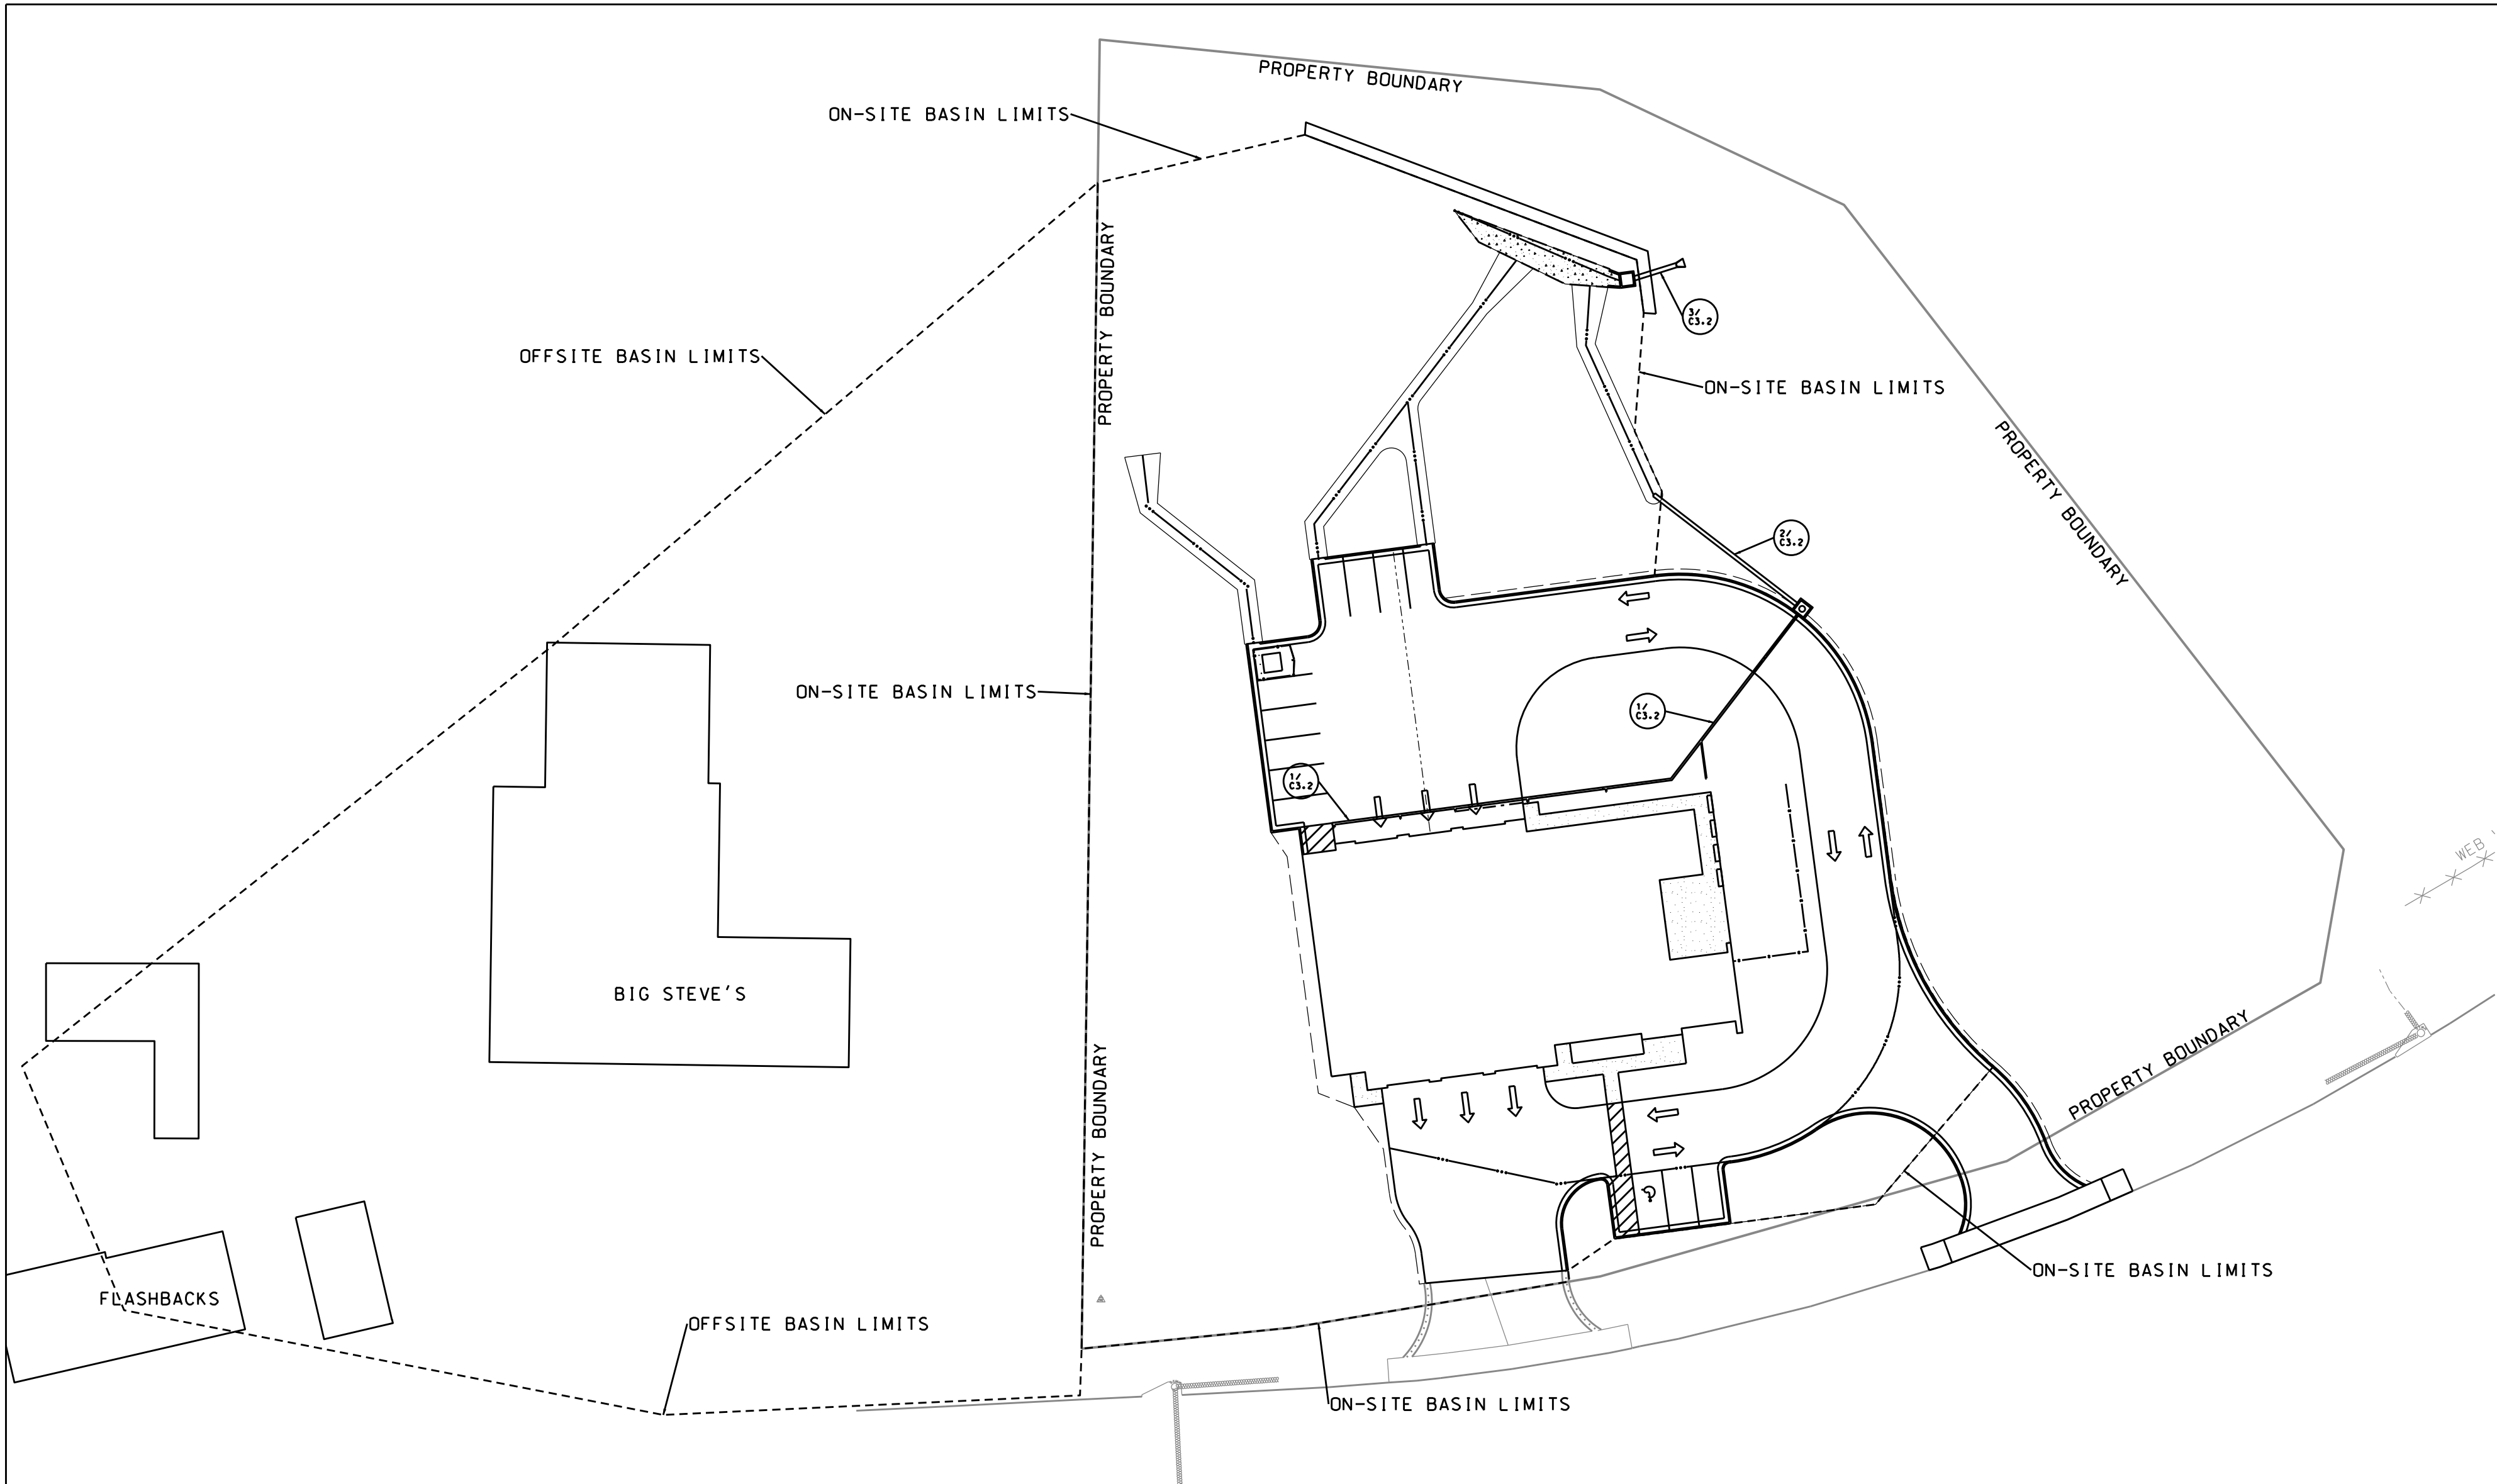 PROPERTY BOUNDARY
ON-SITE BASIN LIMITS
PROPERTY BOUNDARY
3/
C3.2
OFFSITE BASIN LIMITS
ON-SITE BASIN LIMITS
PROPERTY BOUNDARY
2/
C3.2
ON-SITE BASIN LIMITS
1/
C3.2
1/
C3.2
WEB
BIG STEVE'S
PROPERTY BOUNDARY
PROPERTY BOUNDARY
FLASHBACKS
OFFSITE BASIN LIMITS
ON-SITE BASIN LIMITS
ON-SITE BASIN LIMITS